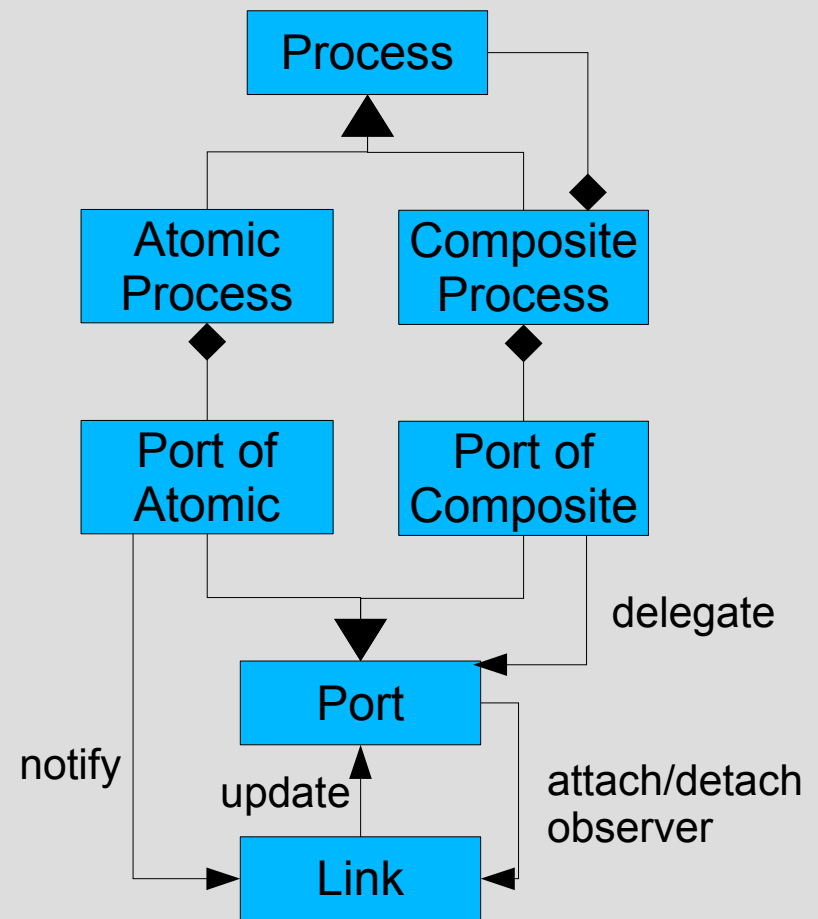 Process
Atomic
Process
Composite
Process
Port of
Atomic
Port of
Composite
delegate
Port
notify
update
attach/detach
observer
Link